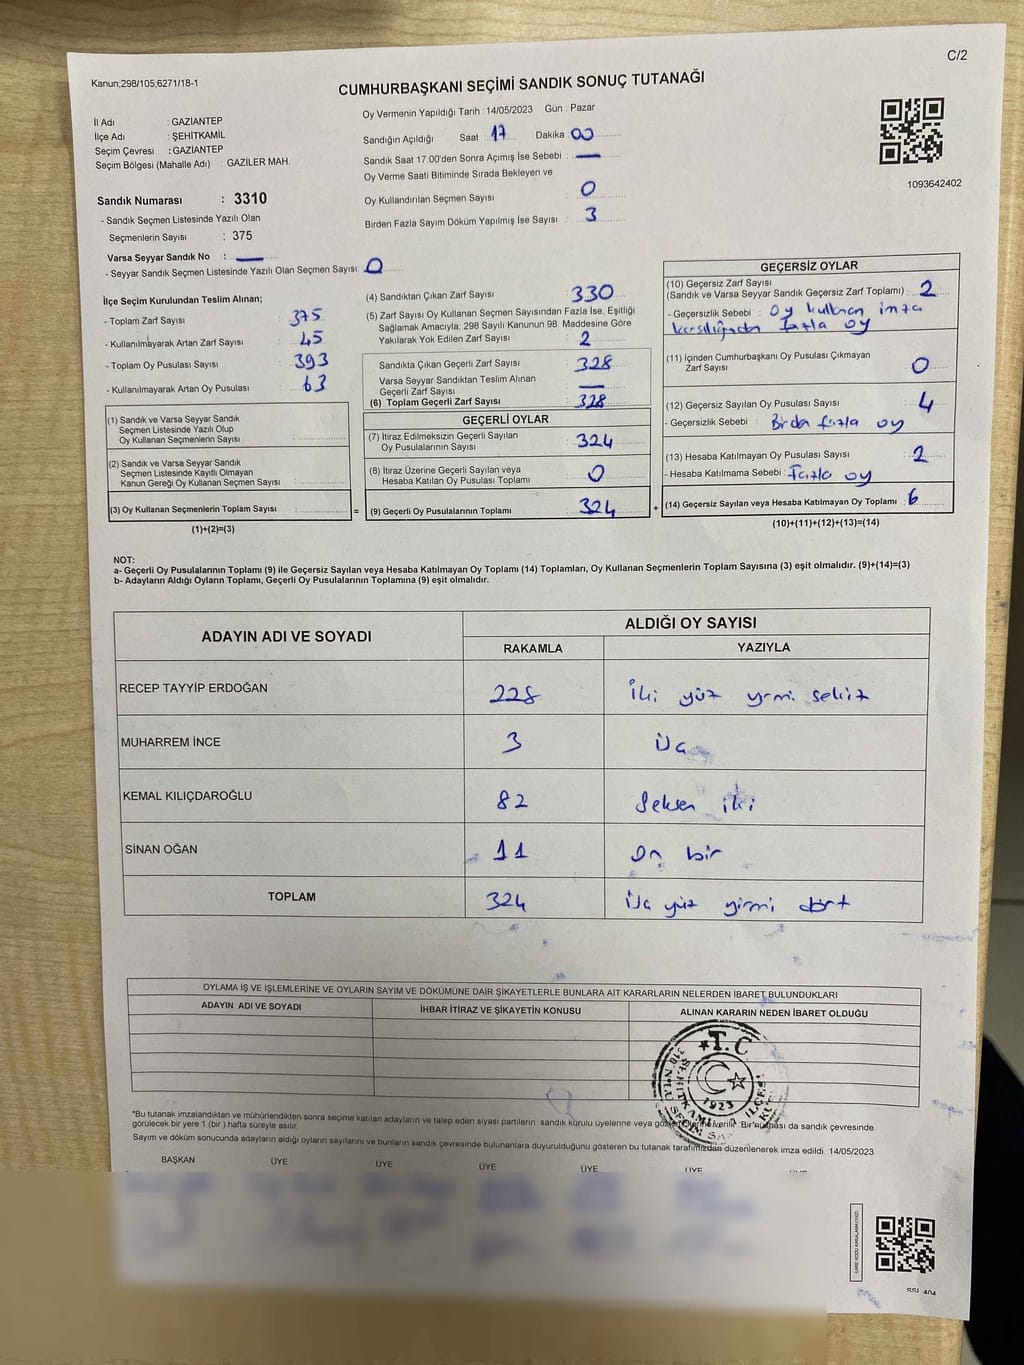 C/2
Kanun;298/105,6271/18-1
CUMHURBAŞKANI SEÇİMİ SANDIK SONUÇ TUTANAĞI
İl Adı : GAZİANTEP
İlçe Adı : ŞEHİTKAMİL
Seçim Çevresi : GAZİANTEP
Seçim Bölgesi (Mahalle Adı) : GAZİLER MAH.
Oy Vermenin Yapıldığı Tarih : 14/05/2023 Gün : Pazar
Sandığın Açıldığı Saat : 17 Dakika : 00
Sandık Saat 17:00'den Sonra Açımış İse Sebebi : —
Oy Verme Saati Bitiminde Sırada Bekleyen ve
Oy Kullandırılan Seçmen Sayısı : 0
Birden Fazla Sayım Döküm Yapılmış İse Sayısı : 3
1093642402
Sandık Numarası : 3310
- Sandık Seçmen Listesinde Yazılı Olan
Seçmenlerin Sayısı : 375
Varsa Seyyar Sandık No : —
- Seyyar Sandık Seçmen Listesinde Yazılı Olan Seçmen Sayısı : 0
İlçe Seçim Kurulundan Teslim Alınan;
- Toplam Zarf Sayısı : 375
- Kullanılmayarak Artan Zarf Sayısı : 45
- Toplam Oy Pusulası Sayısı : 393
- Kullanılmayarak Artan Oy Pusulası : 63
(1) Sandık ve Varsa Seyyar Sandık
Seçmen Listesinde Yazılı Olup
Oy Kullanan Seçmenlerin Sayısı :
(2) Sandık ve Varsa Seyyar Sandık
Seçmen Listesinde Kayıtlı Olmayan
Kanun Gereği Oy Kullanan Seçmen Sayısı :
(3) Oy Kullanan Seçmenlerin Toplam Sayısı :
(1)+(2)=(3)
(4) Sandıktan Çıkan Zarf Sayısı : 330
(5) Zarf Sayısı Oy Kullanan Seçmen Sayısından Fazla İse, Eşitliği
Sağlamak Amacıyla; 298 Sayılı Kanunun 98. Maddesine Göre
Yakılarak Yok Edilen Zarf Sayısı : 2
Sandıkta Çıkan Geçerli Zarf Sayısı : 328
Varsa Seyyar Sandıktan Teslim Alınan
Geçerli Zarf Sayısı : —
(6) Toplam Geçerli Zarf Sayısı : 328
GEÇERLİ OYLAR
(7) İtiraz Edilmeksizin Geçerli Sayılan
Oy Pusulalarının Sayısı : 324
(8) İtiraz Üzerine Geçerli Sayılan veya
Hesaba Katılan Oy Pusulası Toplamı : 0
= (9) Geçerli Oy Pusulalarının Toplamı : 324 +
GEÇERSİZ OYLAR
(10) Geçersiz Zarf Sayısı
(Sandık ve Varsa Seyyar Sandık Geçersiz Zarf Toplamı) : 2
- Geçersizlik Sebebi : Oy kullanan imza
karşılığından fazla oy
(11) İçinden Cumhurbaşkanı Oy Pusulası Çıkmayan
Zarf Sayısı : 0
(12) Geçersiz Sayılan Oy Pusulası Sayısı : 4
- Geçersizlik Sebebi : Birda fazla oy
(13) Hesaba Katılmayan Oy Pusulası Sayısı : 2
- Hesaba Katılmama Sebebi : Fazla oy
(14) Geçersiz Sayılan veya Hesaba Katılmayan Oy Toplamı : 6
(10)+(11)+(12)+(13)=(14)
NOT:
a- Geçerli Oy Pusulalarının Toplamı (9) ile Geçersiz Sayılan veya Hesaba Katılmayan Oy Toplamı (14) Toplamları, Oy Kullanan Seçmenlerin Toplam Sayısına (3) eşit olmalıdır. (9)+(14)=(3)
b- Adayların Aldığı Oyların Toplamı, Geçerli Oy Pusulalarının Toplamına (9) eşit olmalıdır.
ADAYIN ADI VE SOYADI
ALDIĞI OY SAYISI
RAKAMLA YAZIYLA
RECEP TAYYİP ERDOĞAN 228 İki yüz yrmi sekiz
MUHARREM İNCE 3 Üç
KEMAL KILIÇDAROĞLU 82 Seksen iki
SİNAN OĞAN 11 On bir
TOPLAM 324 Üç yüz yirmi dört
OYLAMA İŞ VE İŞLEMLERİNE VE OYLARIN SAYIM VE DÖKÜMÜNE DAİR ŞİKAYETLERLE BUNLARA AİT KARARLARIN NELERDEN İBARET BULUNDUKLARI
ADAYIN ADI VE SOYADI İHBAR İTİRAZ VE ŞİKAYETİN KONUSU ALINAN KARARIN NEDEN İBARET OLDUĞU
T.C
1923
*Bu tutanak imzalandıktan ve mühürlendikten sonra seçime katılan adayların ve talep eden siyasi partilerin sandık kurulu üyelerine veya verilir. Bir nüshası da sandık çevresinde
görülecek bir yere 1 (bir ) hafta süreyle asılır.
Sayım ve döküm sonucunda adayların aldığı oyların sayılarını ve bunların sandık çevresinde bulunanlara duyurulduğunu gösteren bu tutanak tarafımızdan düzenlenerek imza edildi. 14/05/2023
BAŞKAN ÜYE ÜYE ÜYE ÜYE ÜYE